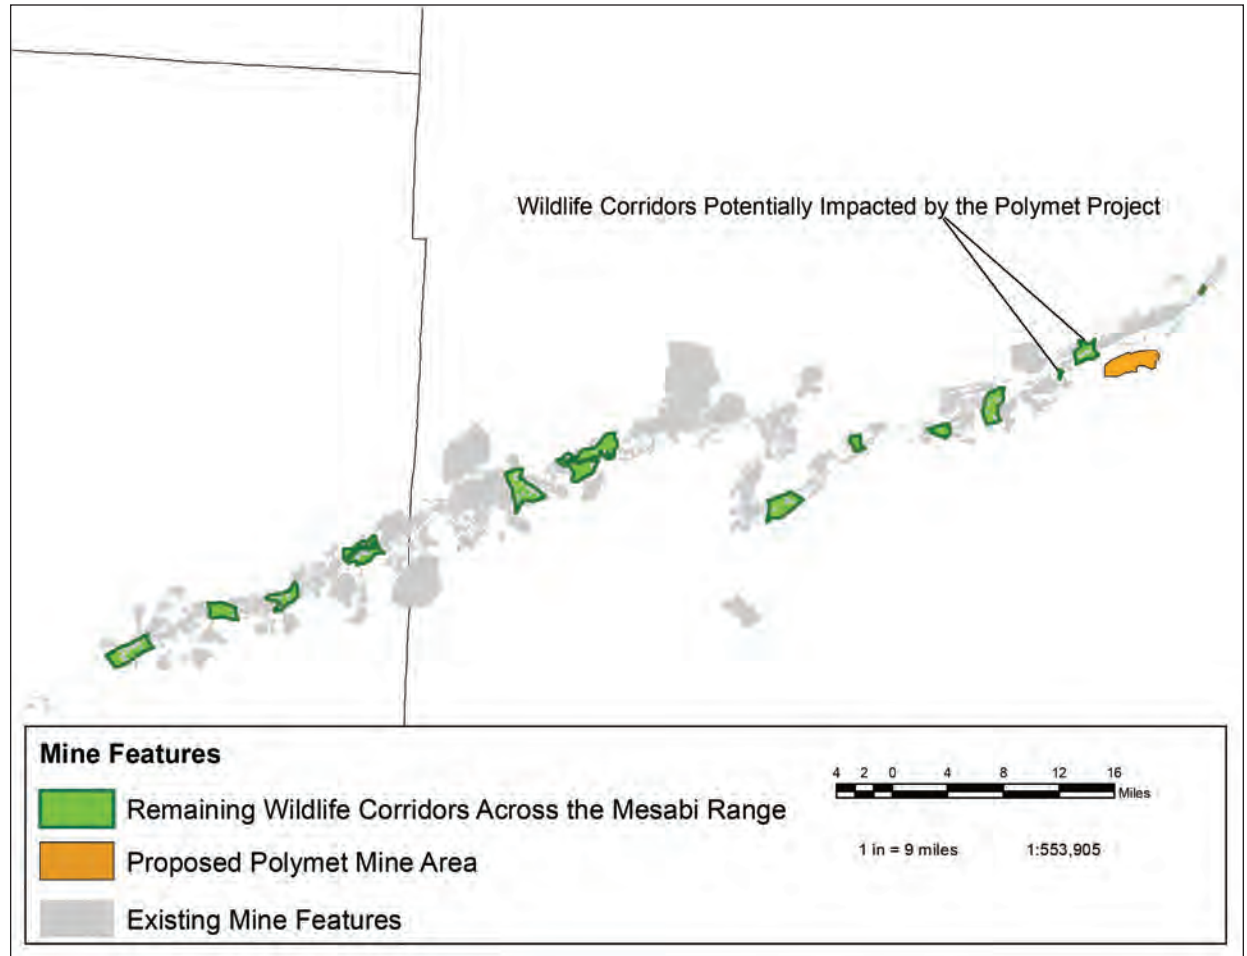 Wildlife Corridors Potentially Impacted by the Polymet Project
Mine Features
Remaining Wildlife Corridors Across the Mesabi Range
Proposed Polymet Mine Area
Existing Mine Features
4 2 0 4 8 12 16
Miles
1 in = 9 miles 1:553,905